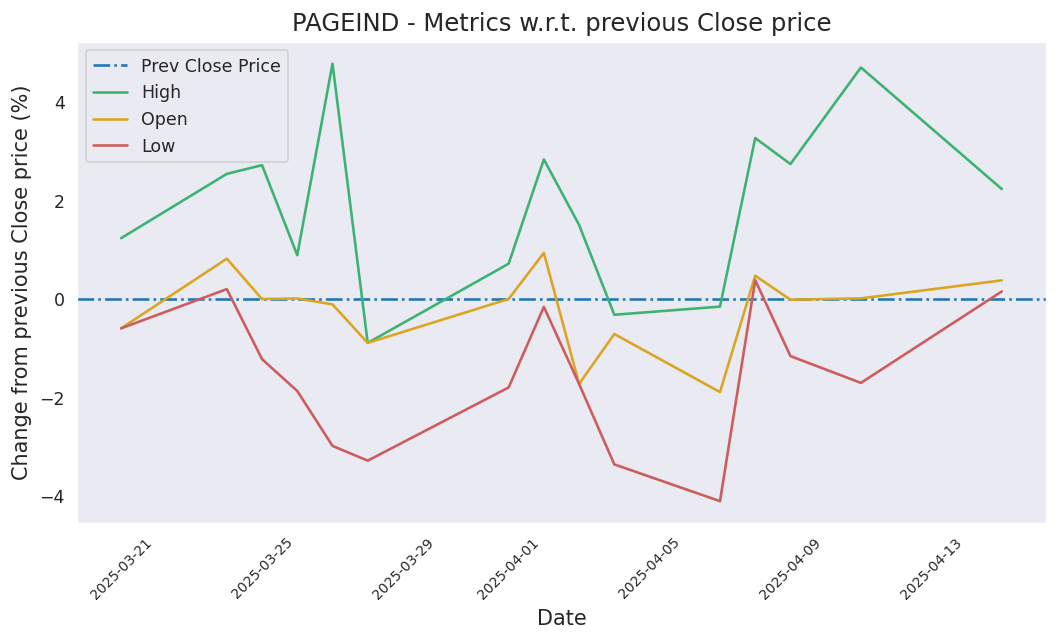 PAGEIND - Metrics w.r.t. previous Close price
Prev Close Price
High
Open
Low
Change from previous Close price (%)
4
2
0
−2
−4
2025-03-21
2025-03-25
2025-03-29
2025-04-01
2025-04-05
2025-04-09
2025-04-13
Date